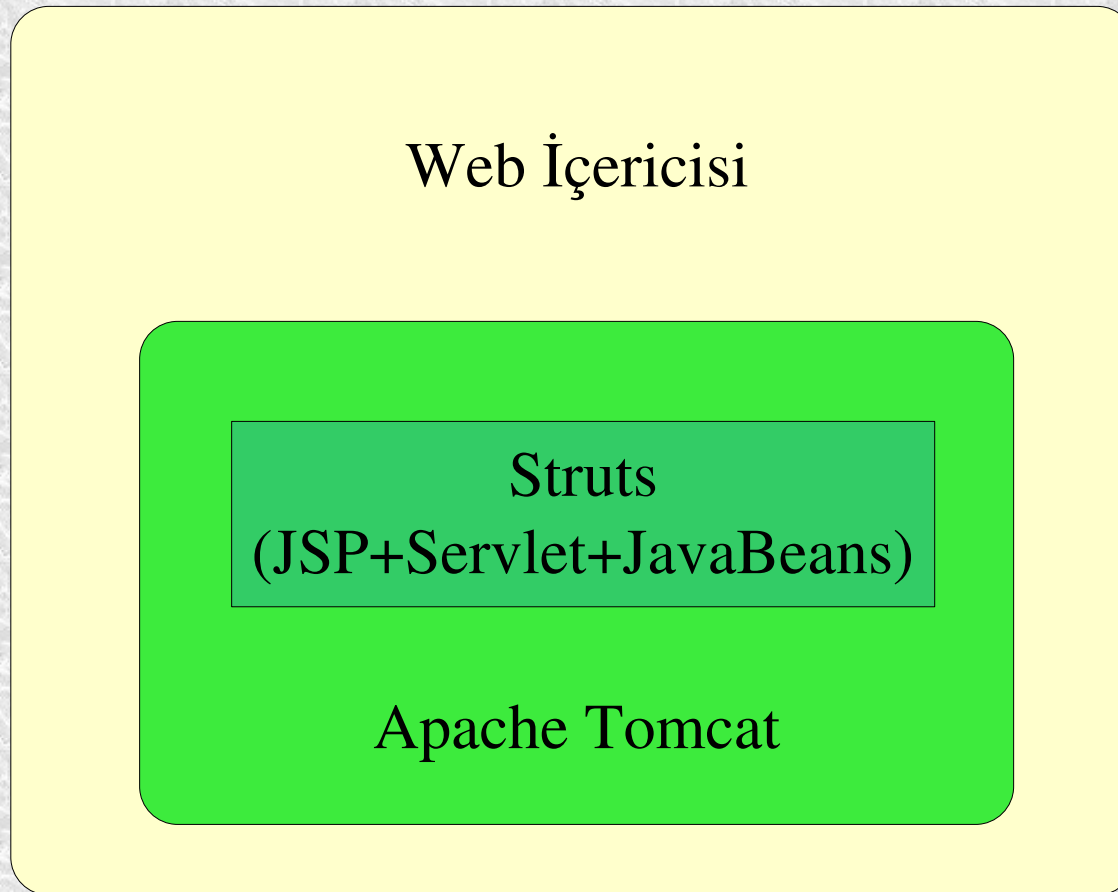 Web İçericisi
Struts
(JSP+Servlet+JavaBeans)
Apache Tomcat